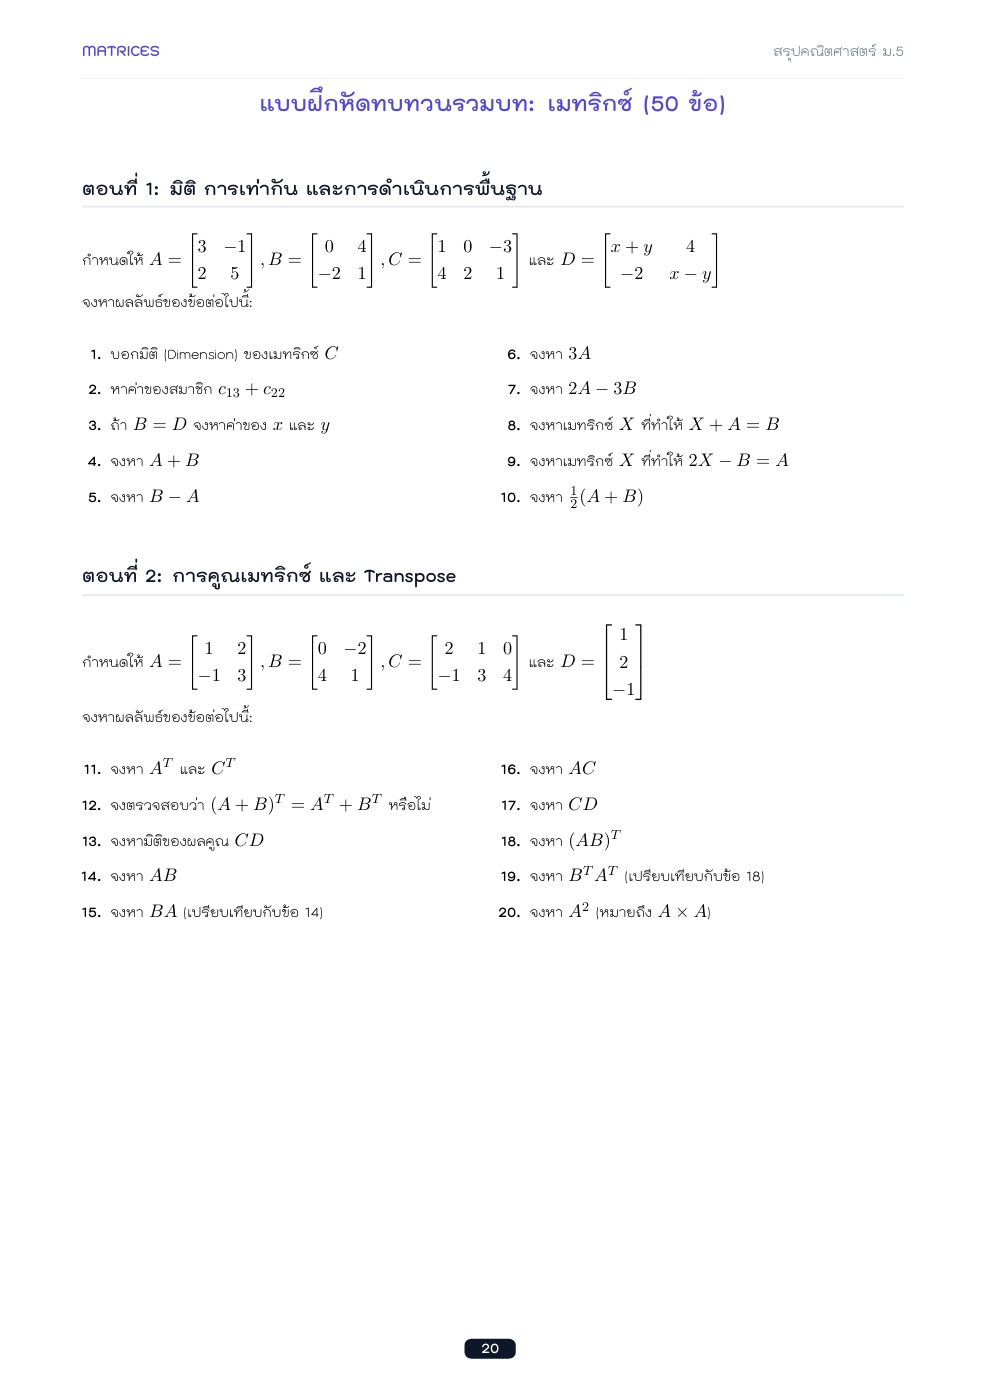 MATRICES
สรุปคณิตศาสตร์ ม.5
แบบฝึกหัดทบทวนรวมบท: เมทริกซ์ (50 ข้อ)
ตอนที่ 1: มิติ การเท่ากัน และการดำเนินการพื้นฐาน
กำหนดให้ A = [3 −1; 2 5], B = [0 4; −2 1], C = [1 0 −3; 4 2 1] และ D = [x + y 4; −2 x − y]
จงหาผลลัพธ์ของข้อต่อไปนี้:
1. บอกมิติ (Dimension) ของเมทริกซ์ C
2. หาค่าของสมาชิก c₁₃ + c₂₂
3. ถ้า B = D จงหาค่าของ x และ y
4. จงหา A + B
5. จงหา B − A
6. จงหา 3A
7. จงหา 2A − 3B
8. จงหาเมทริกซ์ X ที่ทำให้ X + A = B
9. จงหาเมทริกซ์ X ที่ทำให้ 2X − B = A
10. จงหา ½(A + B)
ตอนที่ 2: การคูณเมทริกซ์ และ Transpose
กำหนดให้ A = [1 2; −1 3], B = [0 −2; 4 1], C = [2 1 0; −1 3 4] และ D = [1; 2; −1]
จงหาผลลัพธ์ของข้อต่อไปนี้:
11. จงหา Aᵀ และ Cᵀ
12. จงตรวจสอบว่า (A + B)ᵀ = Aᵀ + Bᵀ หรือไม่
13. จงหามิติของผลคูณ CD
14. จงหา AB
15. จงหา BA (เปรียบเทียบกับข้อ 14)
16. จงหา AC
17. จงหา CD
18. จงหา (AB)ᵀ
19. จงหา BᵀAᵀ (เปรียบเทียบกับข้อ 18)
20. จงหา A² (หมายถึง A × A)
20